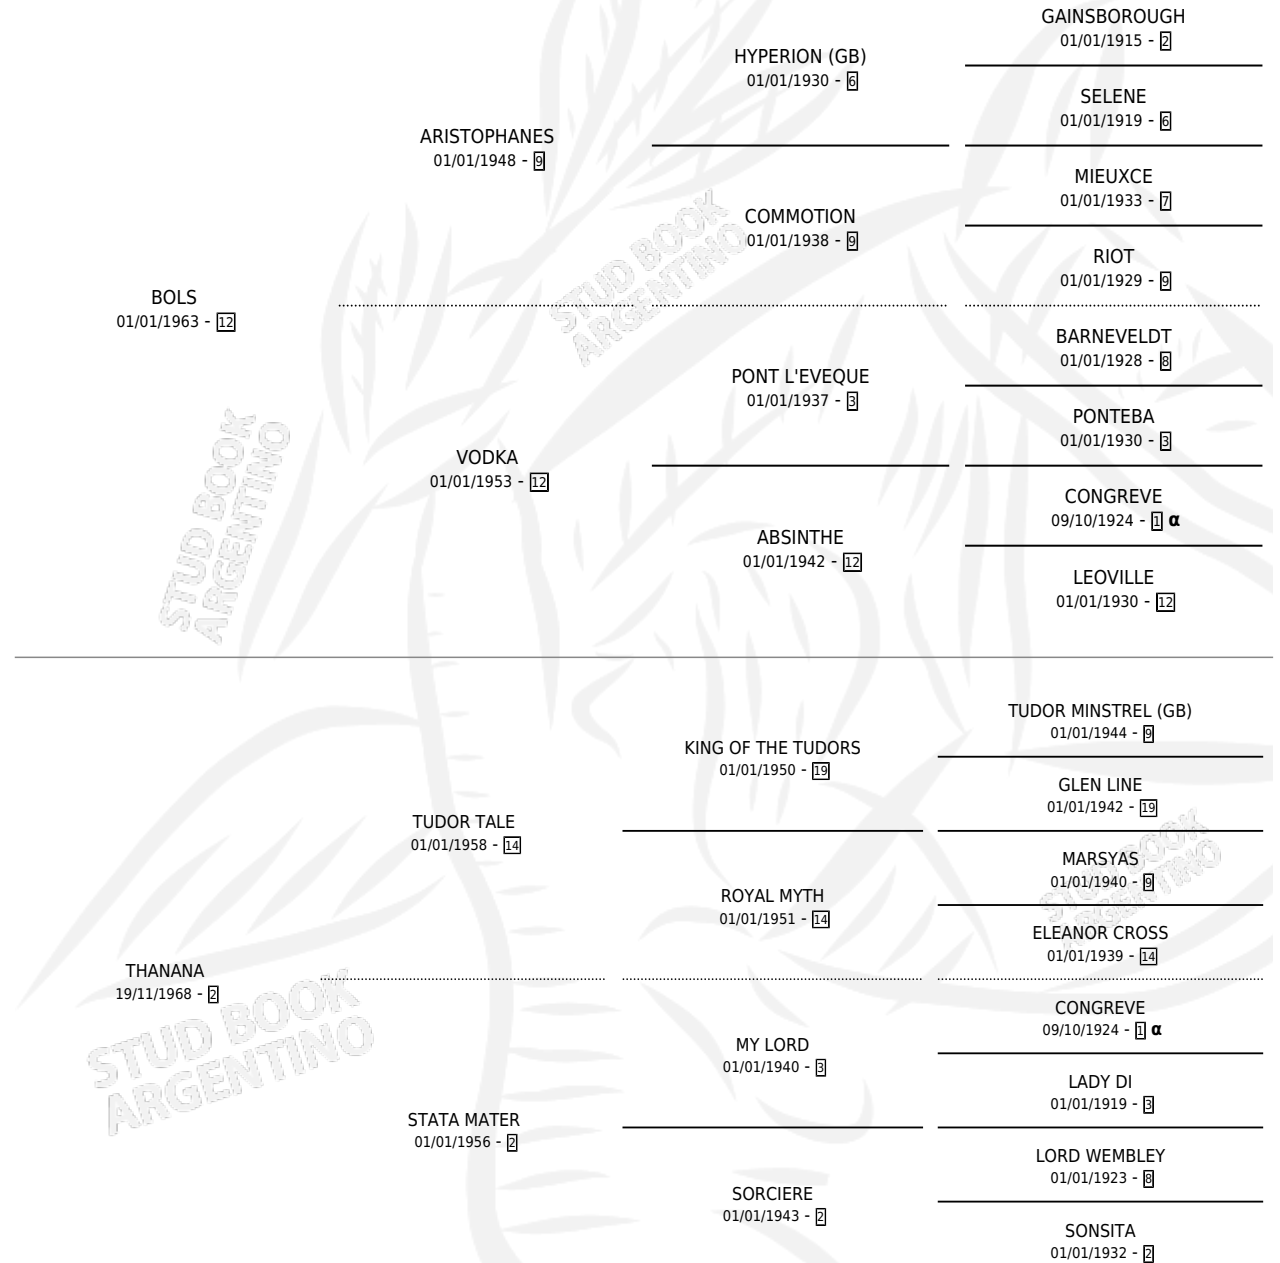 GAINSBOROUGH
01/01/1915 - 2
HYPERION (GB)
01/01/1930 - 6
SELENE
01/01/1919 - 6
ARISTOPHANES
01/01/1948 - 9
MIEUXCE
01/01/1933 - 7
COMMOTION
01/01/1938 - 9
RIOT
01/01/1929 - 9
BOLS
01/01/1963 - 12
BARNEVELDT
01/01/1928 - 8
PONT L'EVEQUE
01/01/1937 - 3
PONTEBA
01/01/1930 - 3
VODKA
01/01/1953 - 12
CONGREVE
09/10/1924 - 1 α
ABSINTHE
01/01/1942 - 12
LEOVILLE
01/01/1930 - 12
TUDOR MINSTREL (GB)
01/01/1944 - 9
KING OF THE TUDORS
01/01/1950 - 19
GLEN LINE
01/01/1942 - 19
TUDOR TALE
01/01/1958 - 14
MARSYAS
01/01/1940 - 9
ROYAL MYTH
01/01/1951 - 14
ELEANOR CROSS
01/01/1939 - 14
THANANA
19/11/1968 - 2
CONGREVE
09/10/1924 - 1 α
MY LORD
01/01/1940 - 3
LADY DI
01/01/1919 - 3
STATA MATER
01/01/1956 - 2
LORD WEMBLEY
01/01/1923 - 8
SORCIERE
01/01/1943 - 2
SONSITA
01/01/1932 - 2
STUD BOOK
ARGENTINO
STUD BOOK
ARGENTINO
STUD BOOK
ARGENTINO
STUD BOOK
ARGENTINO